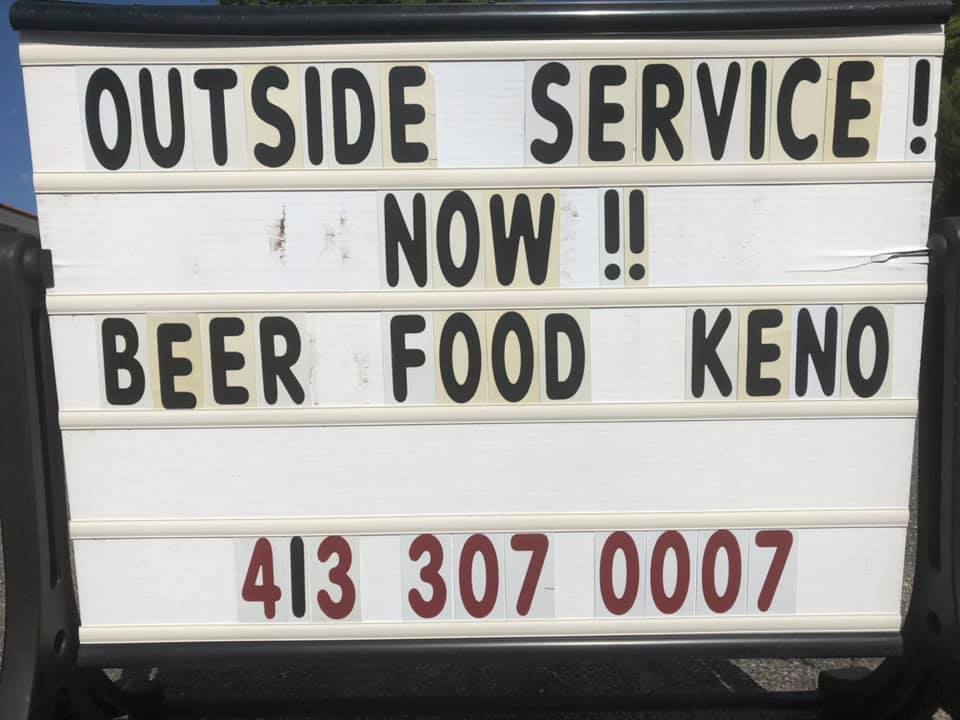 OUTSIDE SERVICE!
NOW!!
BEER FOOD KENO
413 307 0007